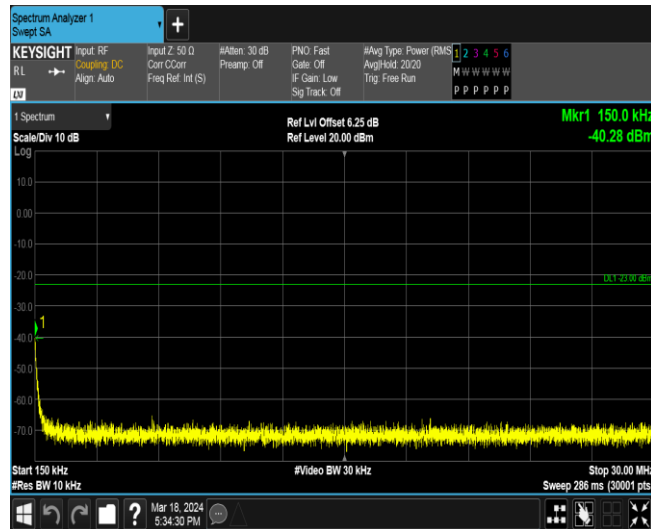 Spectrum Analyzer 1
Swept SA
+
KEYSIGHT
RL
LXI
Input: RF
Coupling: DC
Align: Auto
Input Z: 50 Ω
Corr CCorr
Freq Ref: Int (S)
#Atten: 30 dB
Preamp: Off
PNO: Fast
Gate: Off
IF Gain: Low
Sig Track: Off
#Avg Type: Power (RMS
Avg|Hold: 20/20
Trig: Free Run
1 2 3 4 5 6
M W W W W W
P P P P P P
1 Spectrum
Scale/Div 10 dB
Ref Lvl Offset 6.25 dB
Ref Level 20.00 dBm
Mkr1 150.0 kHz
-40.28 dBm
Log
10.0
0.00
-10.0
-20.0
DL1 -23.00 dBm
-30.0
1
-40.0
-50.0
-60.0
-70.0
Start 150 kHz
#Res BW 10 kHz
#Video BW 30 kHz
Stop 30.00 MHz
Sweep 286 ms (30001 pts
?
Mar 18, 2024
5:34:30 PM